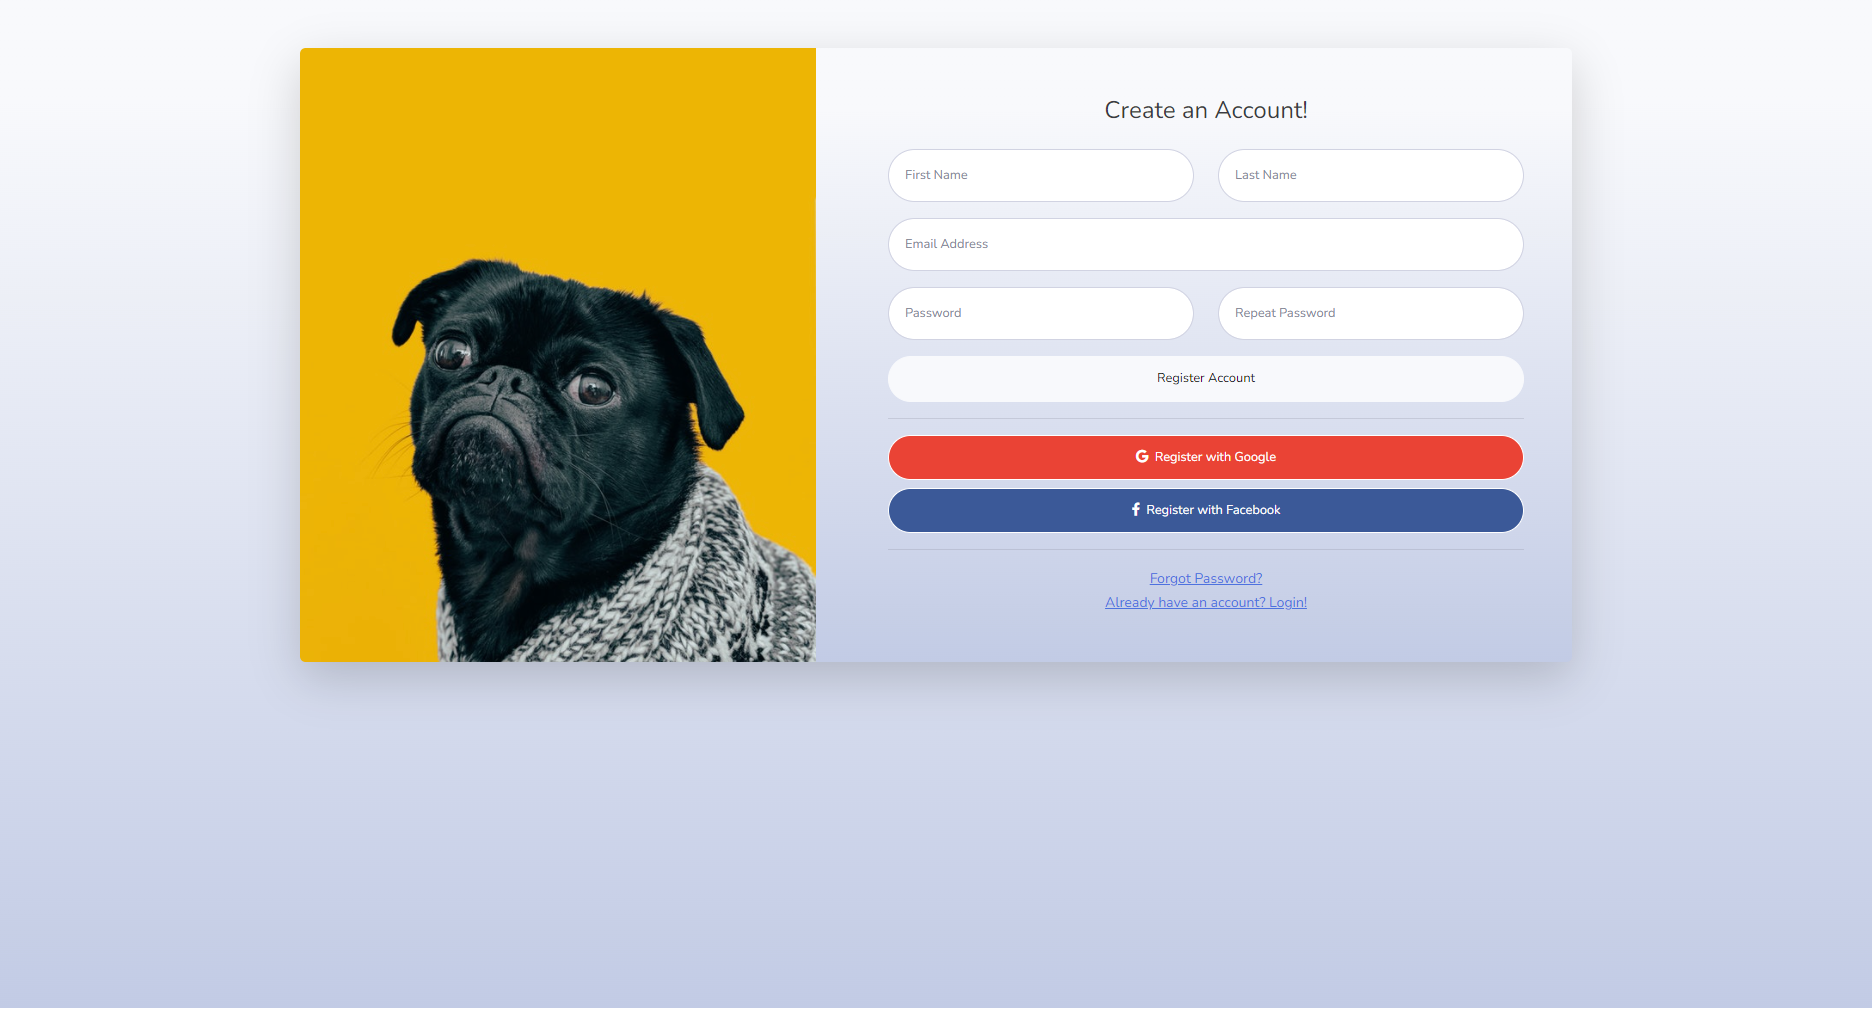 Create an Account!
First Name
Last Name
Email Address
Password
Repeat Password
Register Account
Register with Google
Register with Facebook
Forgot Password?
Already have an account? Login!